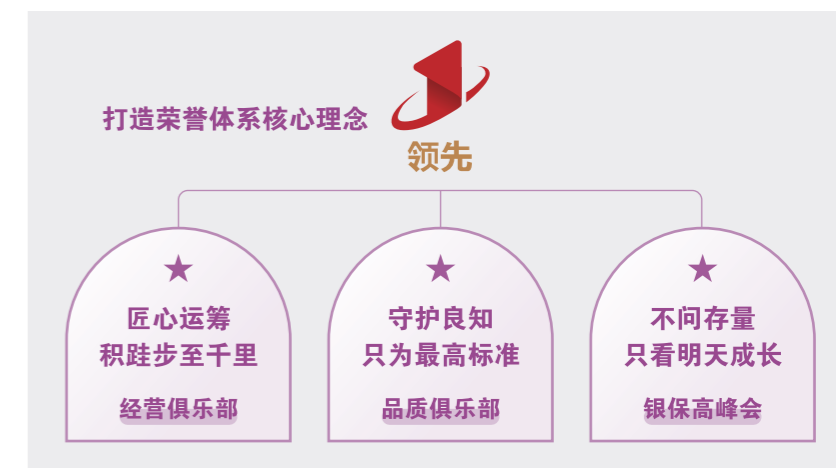 打造荣誉体系核心理念
领先
匠心运筹
积跬步至千里
经营俱乐部
守护良知
只为最高标准
品质俱乐部
不问存量
只看明天成长
银保高峰会